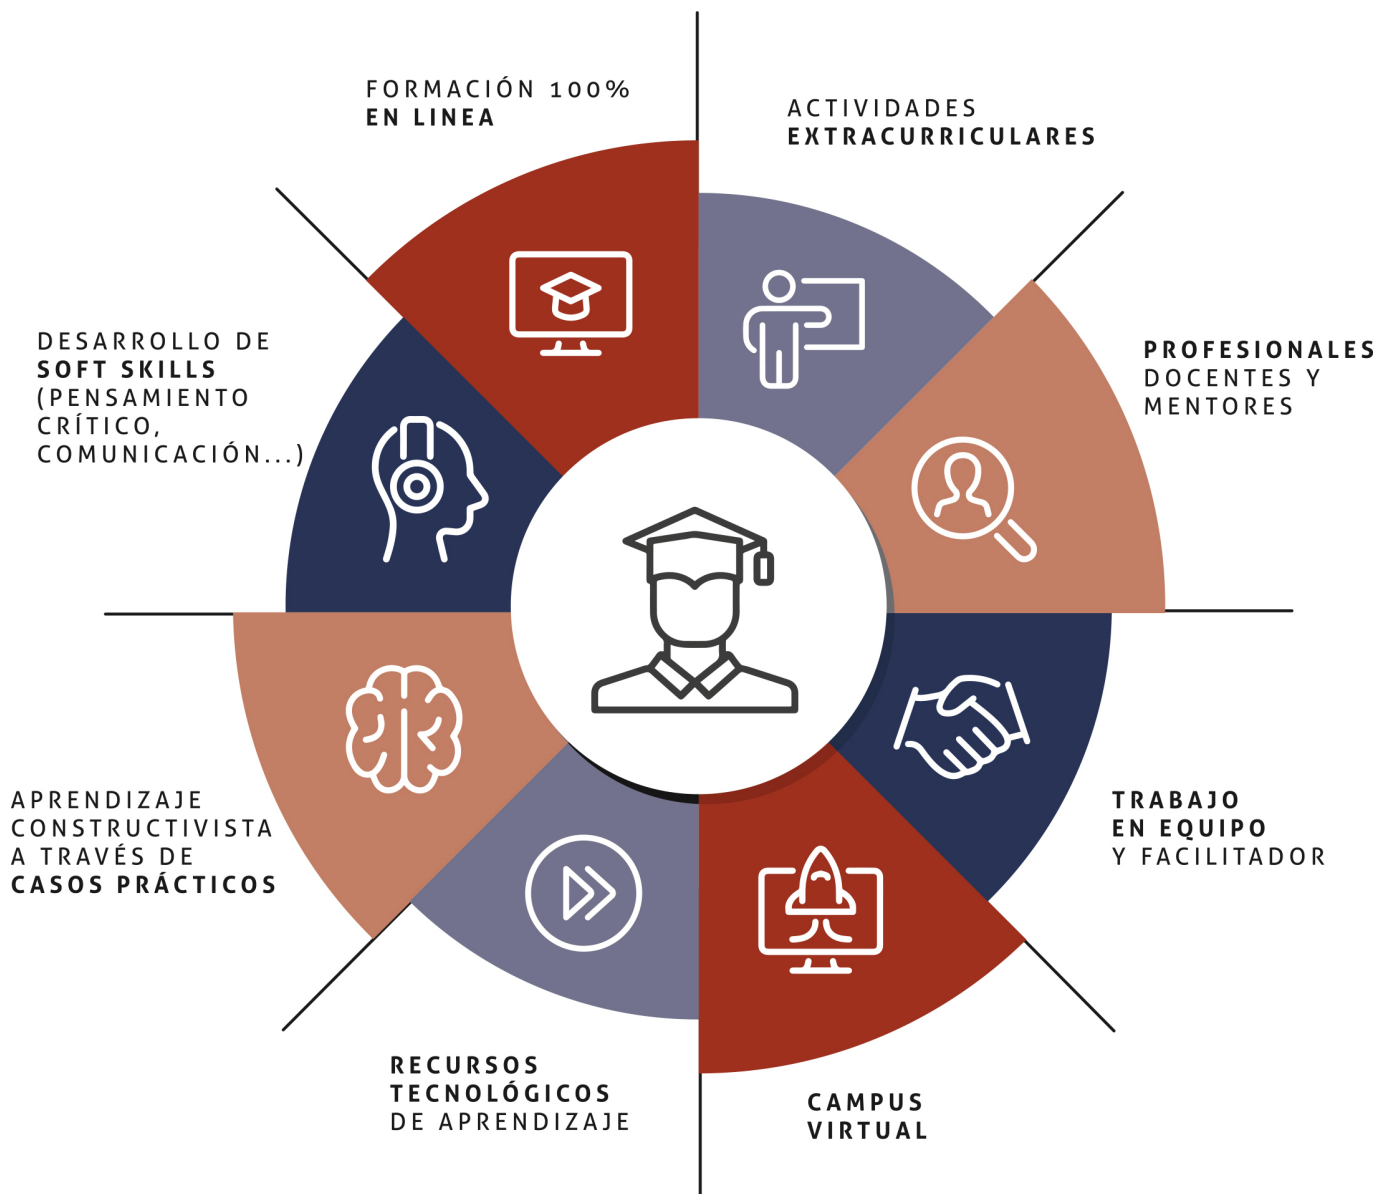 FORMACIÓN 100%
EN LINEA
ACTIVIDADES
EXTRACURRICULARES
PROFESIONALES
DOCENTES Y
MENTORES
TRABAJO
EN EQUIPO
Y FACILITADOR
CAMPUS
VIRTUAL
RECURSOS
TECNOLÓGICOS
DE APRENDIZAJE
APRENDIZAJE
CONSTRUCTIVISTA
A TRAVÉS DE
CASOS PRÁCTICOS
DESARROLLO DE
SOFT SKILLS
(PENSAMIENTO
CRÍTICO,
COMUNICACIÓN...)